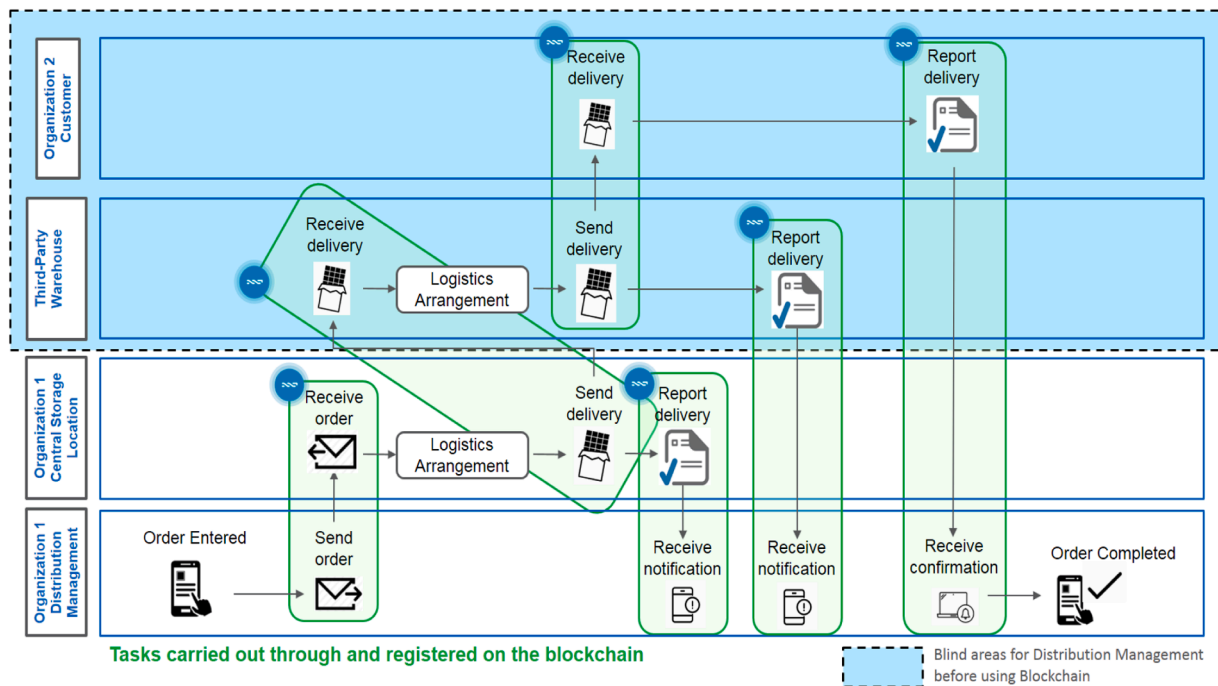 Organization 2
Customer
Receive
delivery
Report
delivery
Third-Party
Warehouse
Receive
delivery
Logistics
Arrangement
Send
delivery
Report
delivery
Organization 1
Central Storage
Location
Receive
order
Logistics
Arrangement
Send
delivery
Report
delivery
Organization 1
Distribution
Management
Order Entered
Send
order
Receive
notification
Receive
notification
Receive
confirmation
Order Completed
Tasks carried out through and registered on the blockchain
Blind areas for Distribution Management
before using Blockchain